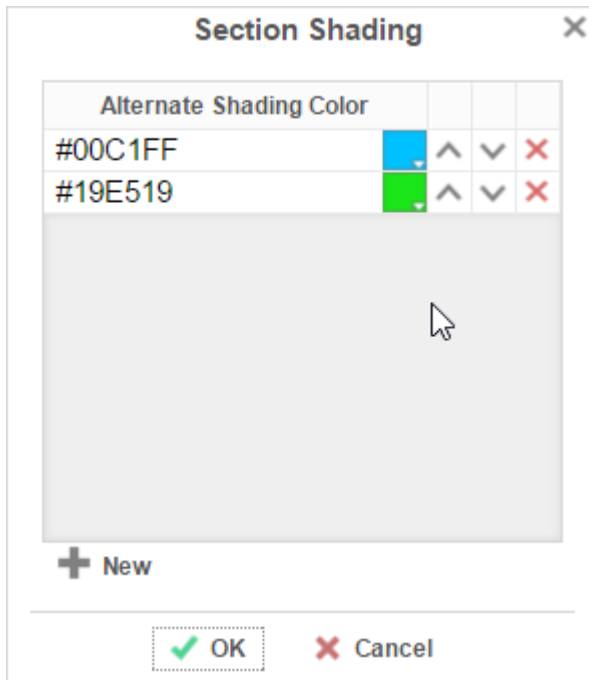 Section Shading
Alternate Shading Color
#00C1FF
#19E519
New
OK Cancel